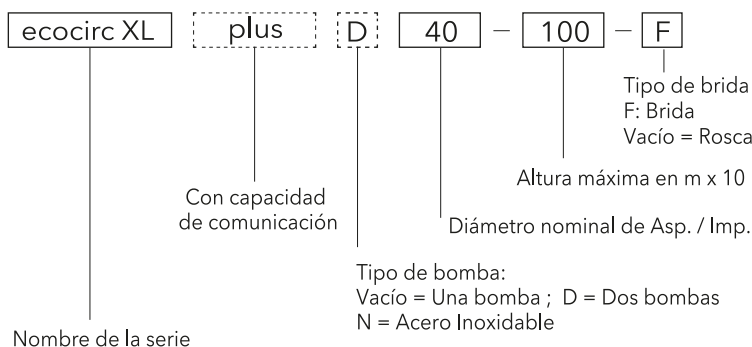 ecocirc XL plus D 40 – 100 – F
Tipo de brida
F: Brida
Vacío = Rosca
Altura máxima en m x 10
Con capacidad
de comunicación
Diámetro nominal de Asp. / Imp.
Tipo de bomba:
Vacío = Una bomba ; D = Dos bombas
N = Acero Inoxidable
Nombre de la serie